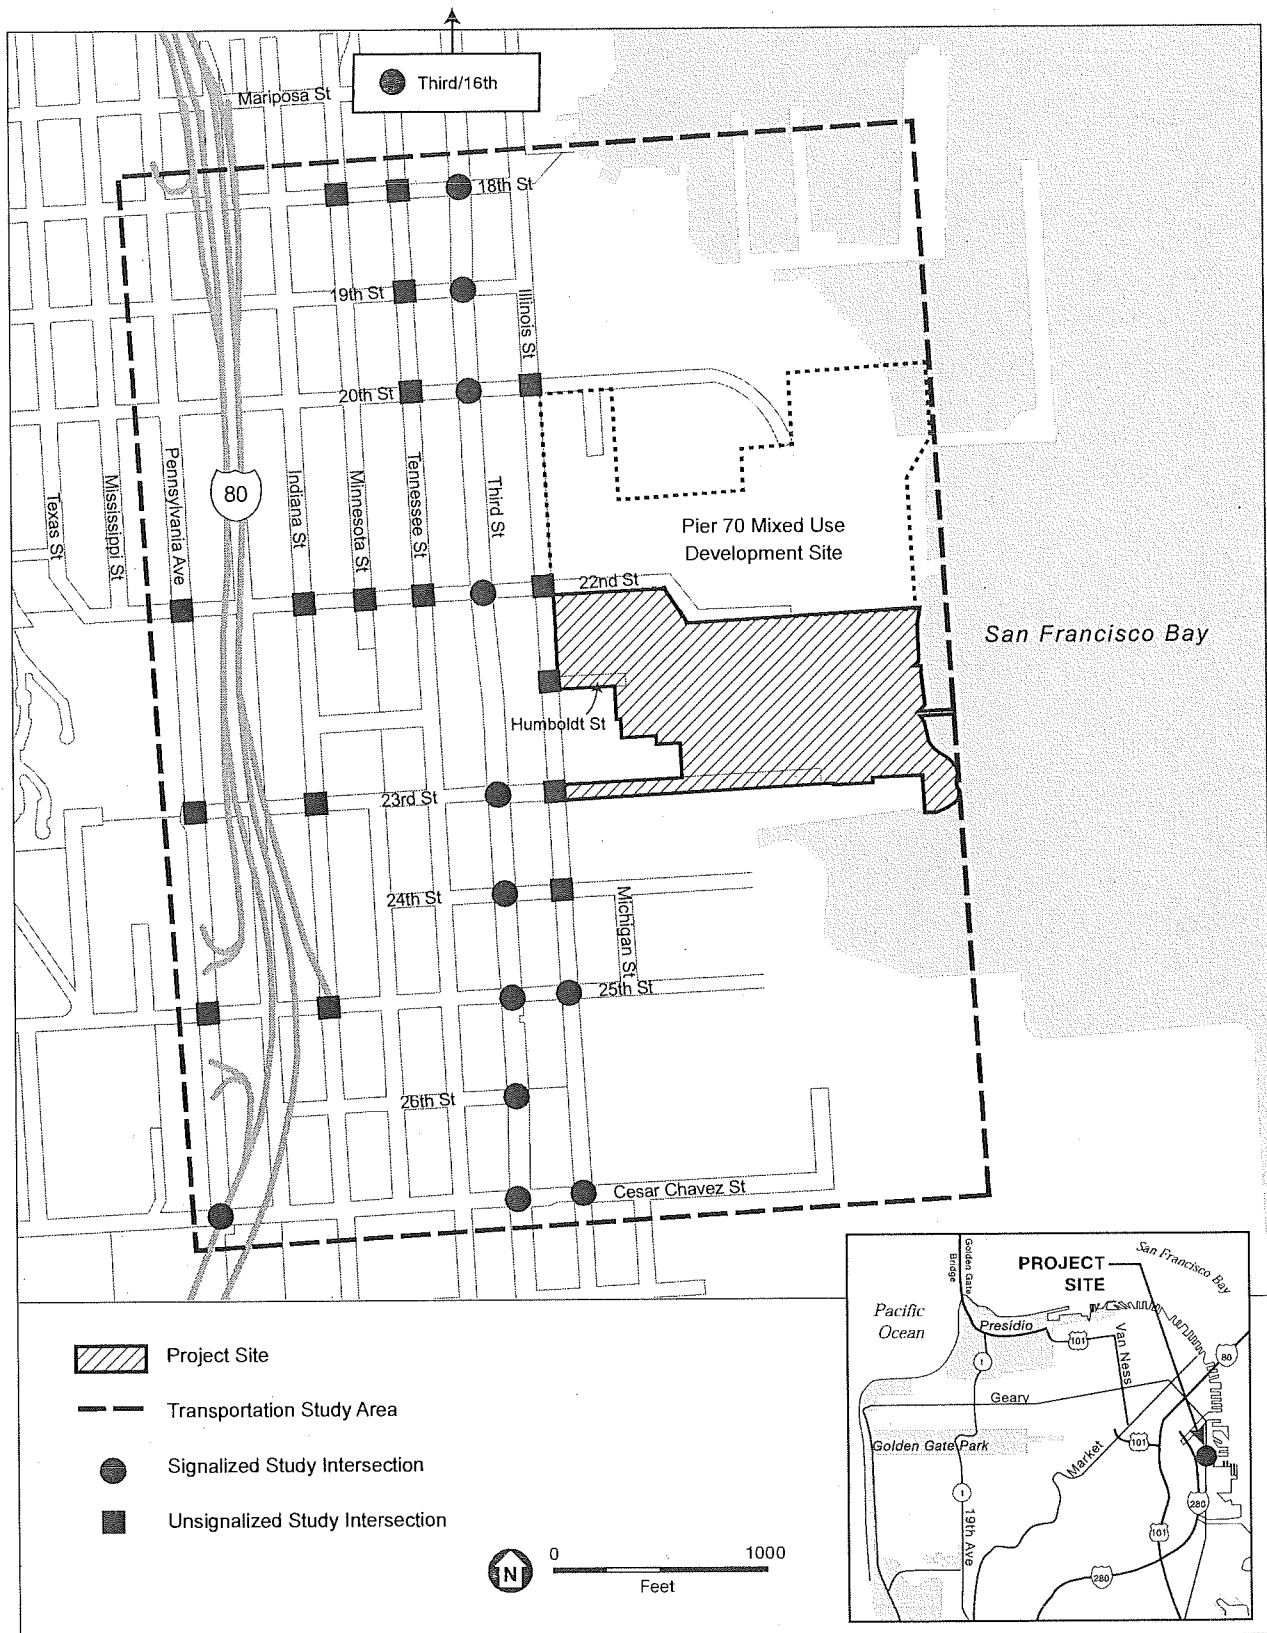 Third/16th
Mariposa St
18th St
19th St
Illinois St
20th St
Texas St
Mississippi St
Pennsylvania Ave
80
Indiana St
Minnesota St
Tennessee St
Third St
Pier 70 Mixed Use
Development Site
22nd St
San Francisco Bay
Humboldt St
23rd St
24th St
Michigan St
25th St
26th St
Cesar Chavez St
Project Site
Transportation Study Area
Signalized Study Intersection
Unsignalized Study Intersection
N
0 1000
Feet
Golden Gate
Bridge
PROJECT
SITE
San Francisco Bay
Pacific
Ocean
Presidio
101
Van Ness
80
1
Geary
Golden Gate Park
Market
101
1
19th Ave
280
101
280